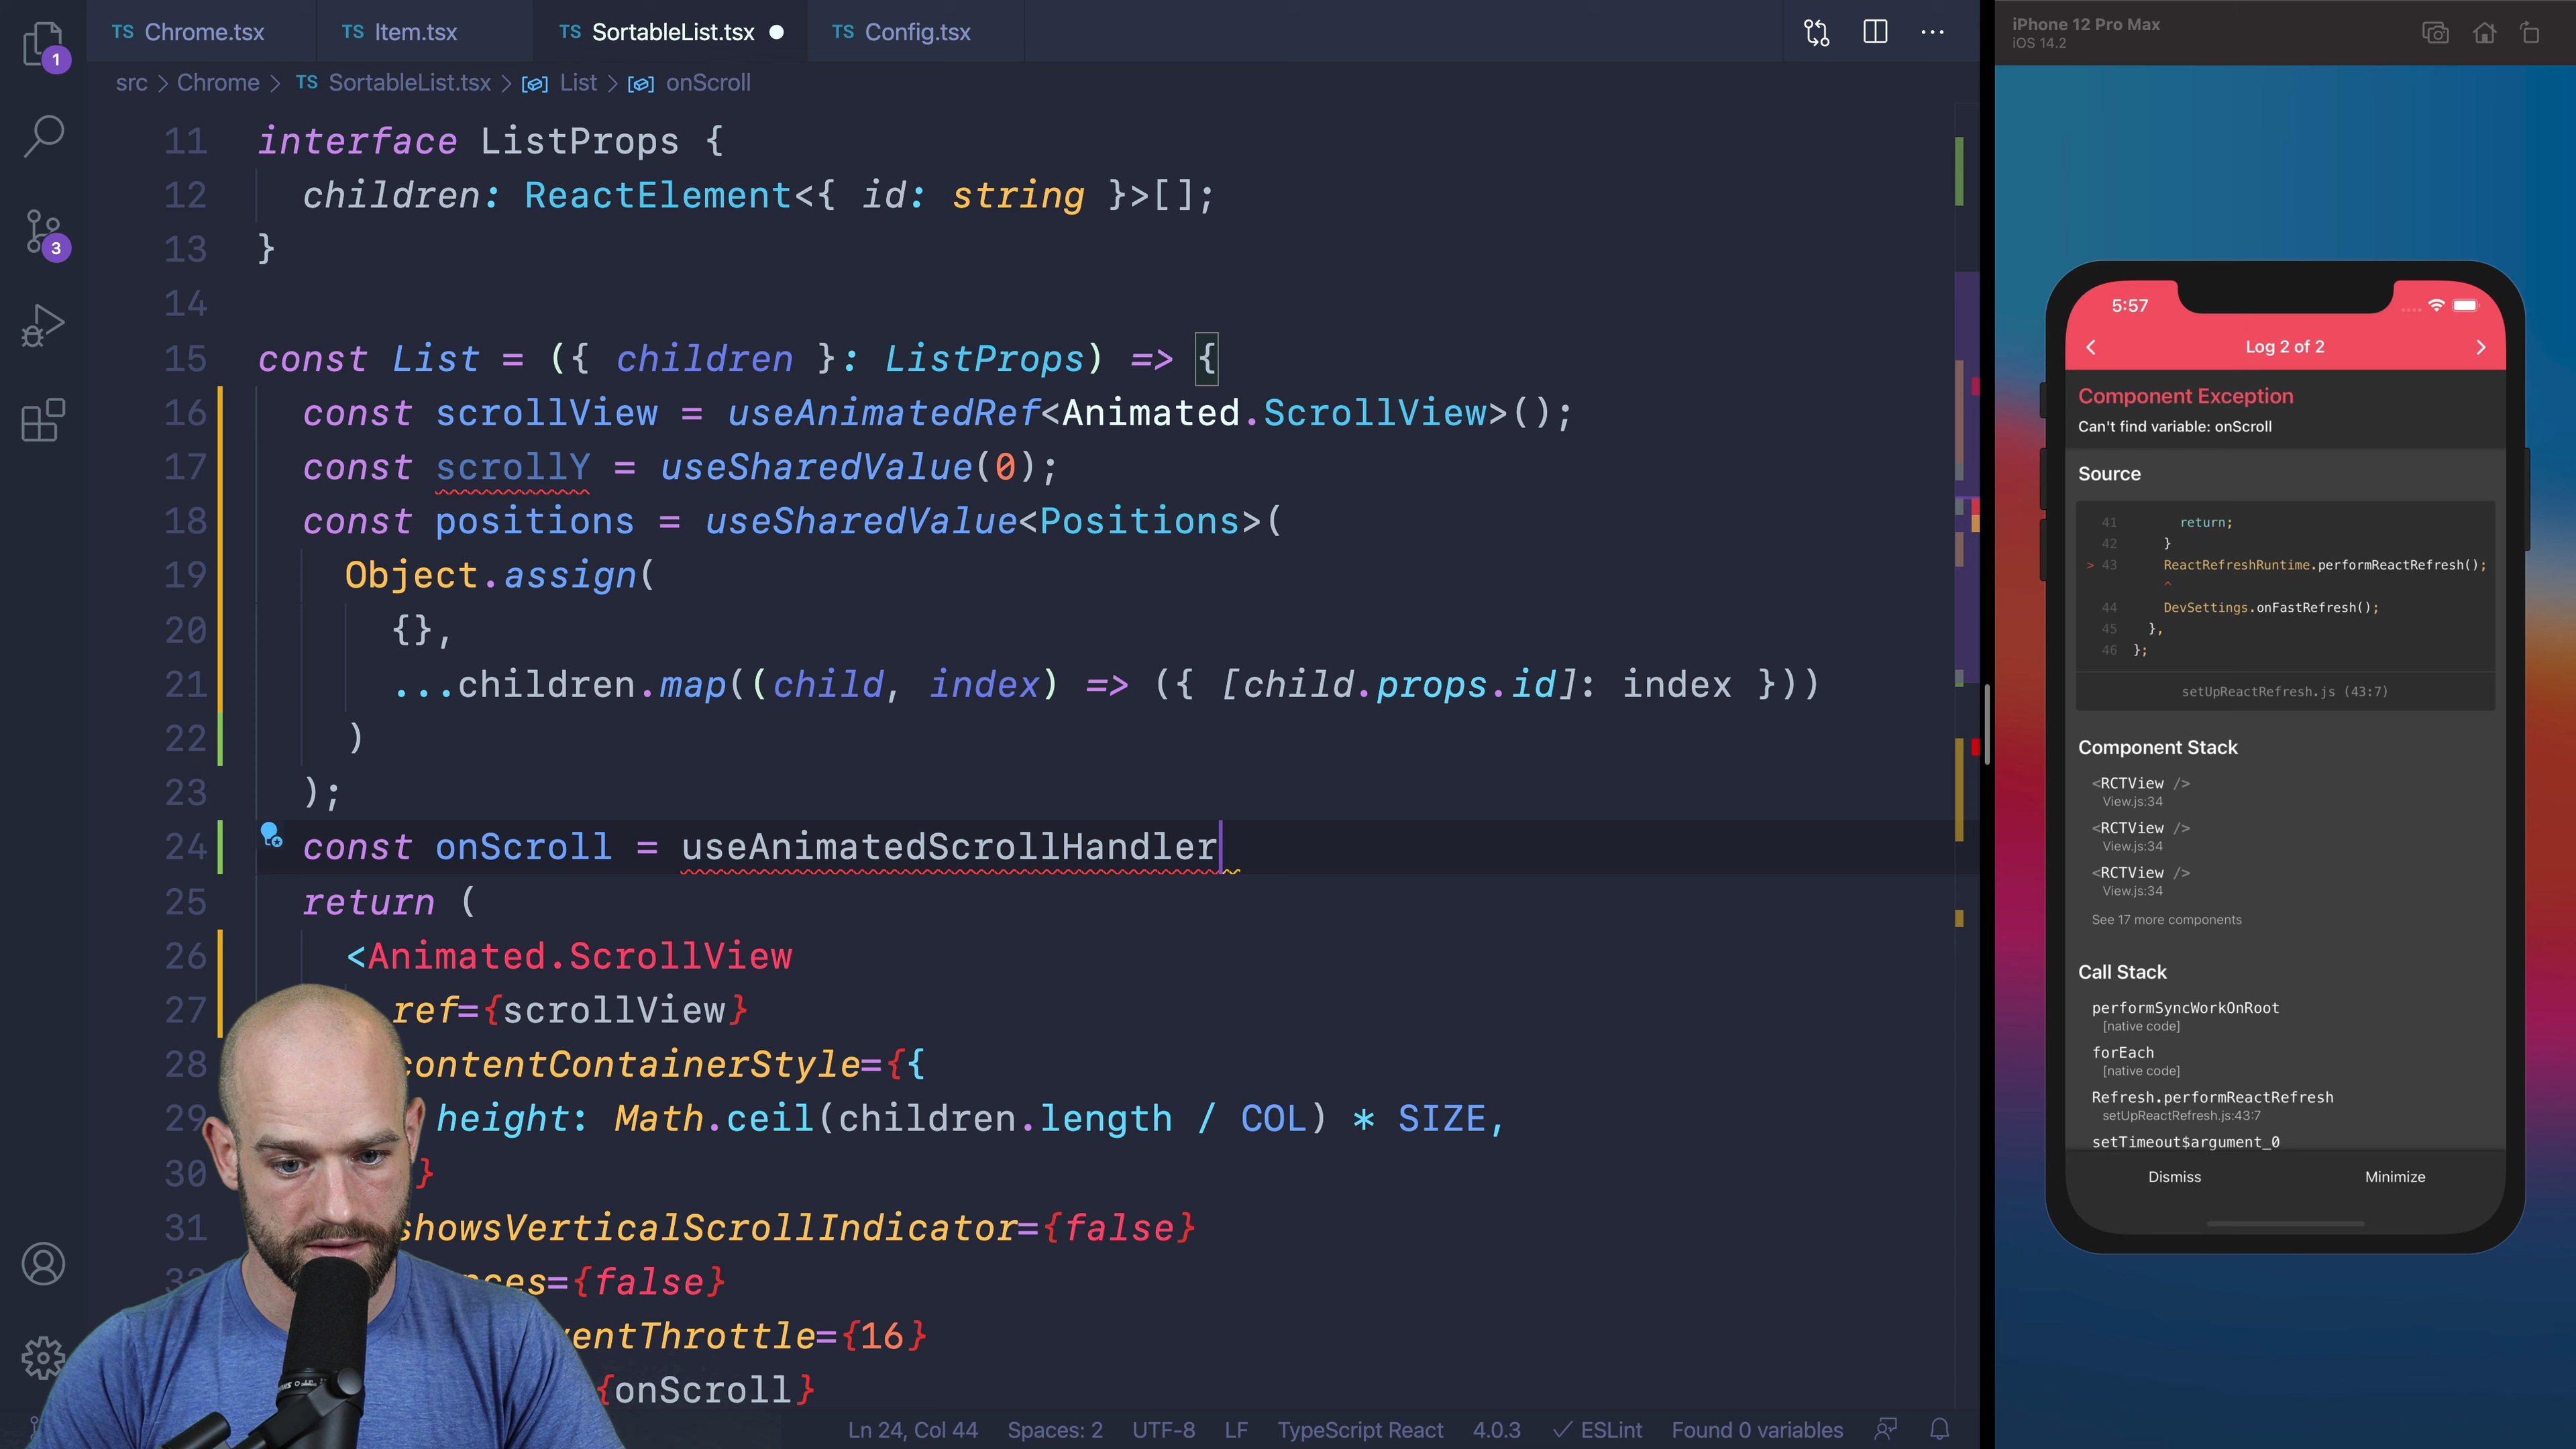 TS Chrome.tsx TS Item.tsx TS SortableList.tsx TS Config.tsx
src > Chrome > TS SortableList.tsx > List > onScroll
1
3
11 interface ListProps {
12 children: ReactElement<{ id: string }>[];
13 }
14
15 const List = ({ children }: ListProps) => {
16 const scrollView = useAnimatedRef<Animated.ScrollView>();
17 const scrollY = useSharedValue(0);
18 const positions = useSharedValue<Positions>(
19 Object.assign(
20 {},
21 ...children.map((child, index) => ({ [child.props.id]: index }))
22 )
23 );
24 const onScroll = useAnimatedScrollHandler
25 return (
26 <Animated.ScrollView
27 ref={scrollView}
28 contentContainerStyle={{
29 height: Math.ceil(children.length / COL) * SIZE,
30 }
31 showsVerticalScrollIndicator={false}
={false}
={16}
{onScroll}
Ln 24, Col 44 Spaces: 2 UTF-8 LF TypeScript React 4.0.3 ESLint Found 0 variables
iPhone 12 Pro Max
iOS 14.2
5:57
Log 2 of 2
Component Exception
Can't find variable: onScroll
Source
41 return;
42 }
> 43 ReactRefreshRuntime.performReactRefresh();
^
44 DevSettings.onFastRefresh();
45 },
46 };
setUpReactRefresh.js (43:7)
Component Stack
<RCTView />
View.js:34
<RCTView />
View.js:34
<RCTView />
View.js:34
See 17 more components
Call Stack
performSyncWorkOnRoot
[native code]
forEach
[native code]
Refresh.performReactRefresh
setUpReactRefresh.js:43:7
setTimeout$argument_0
Dismiss Minimize